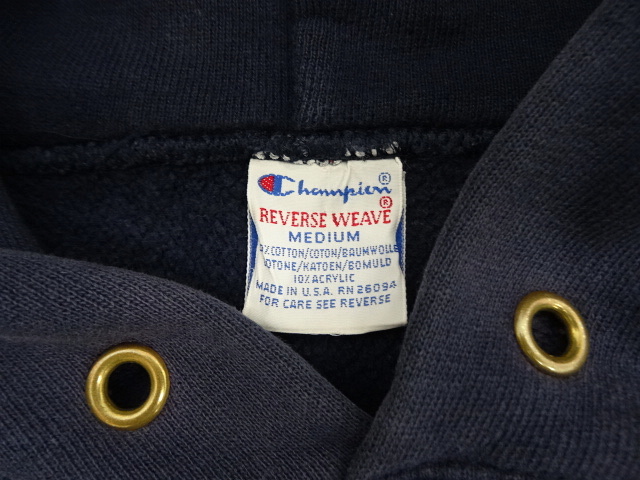 Champion®
REVERSE WEAVE®
MEDIUM
% COTTON/COTON/BAUMWOLLE
COTONE/KATOEN/BOMULD
10% ACRYLIC
MADE IN U.S.A. RN 26094
FOR CARE SEE REVERSE